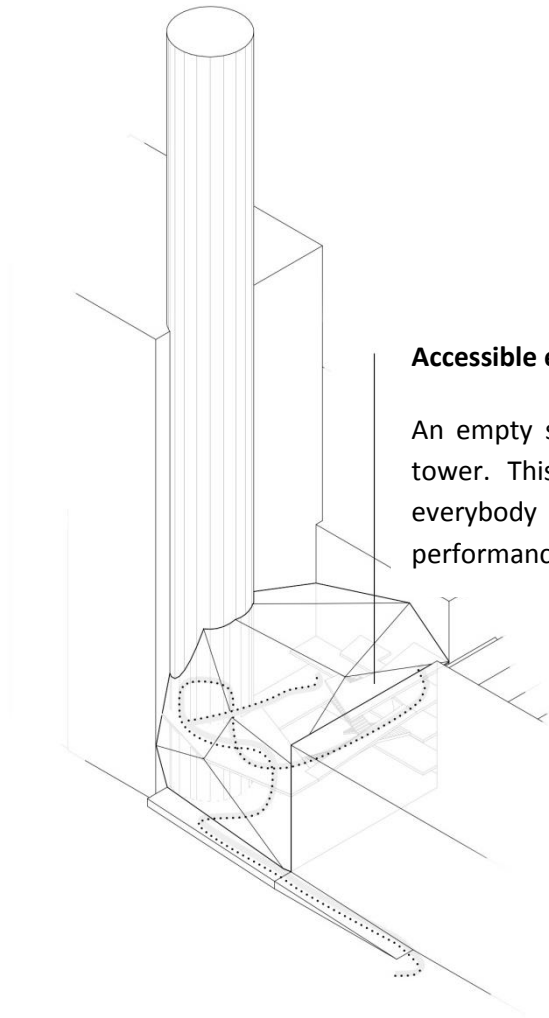 Accessible e
An empty s
tower. This
everybody
performanc